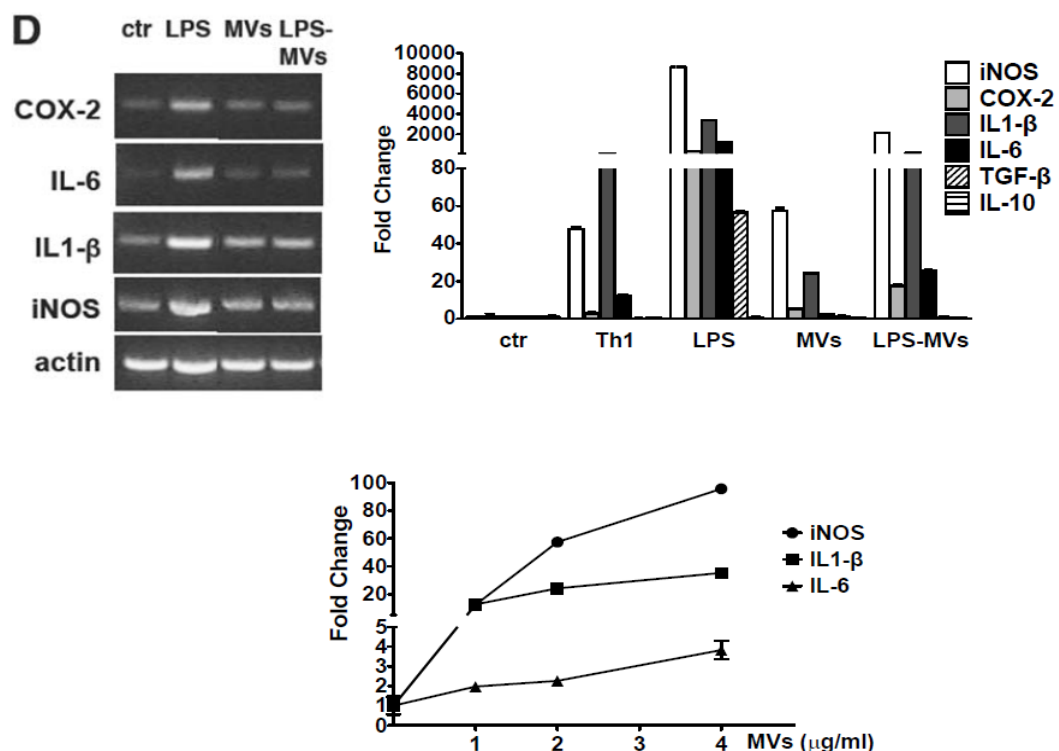 D
ctr LPS MVs LPS-
MVs
COX-2
IL-6
IL1-β
iNOS
actin
Fold Change
10000
8000
6000
4000
2000
80
60
40
20
0
ctr Th1 LPS MVs LPS-MVs
iNOS
COX-2
IL1-β
IL-6
TGF-β
IL-10
Fold Change
100
80
60
40
20
5
4
3
2
1
0
1 2 3 4 MVs (μg/ml)
iNOS
IL1-β
IL-6